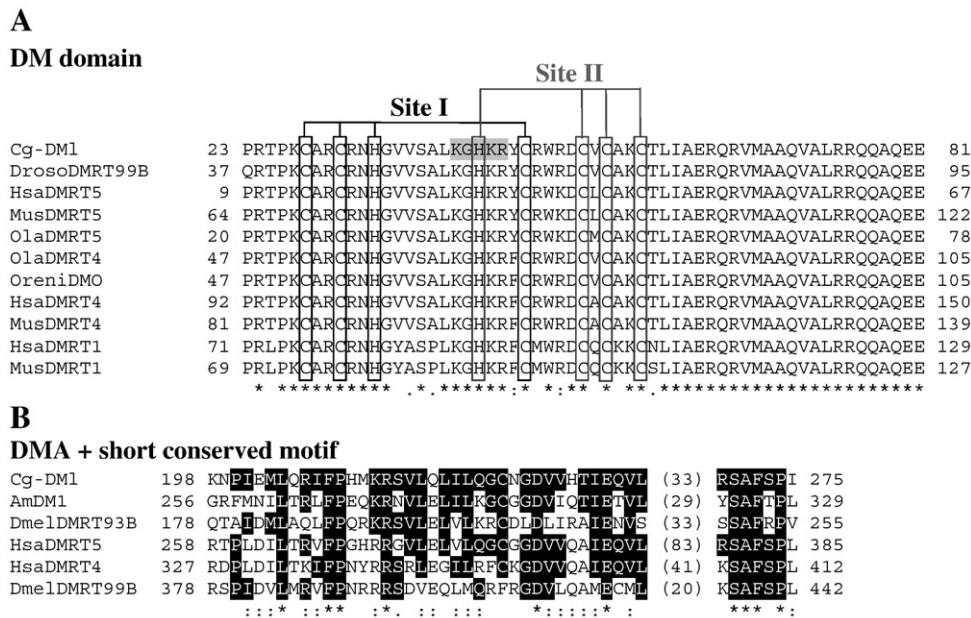 A
DM domain
Site II
Site I
Cg-DMl 23 PRTPKCARCRNHGVVSALKGHKRYCRWRDCVCAKCTLIAERQRVMAAQVALRRQQAQEE 81
DrosoDMRT99B 37 QRTPKCARCRNHGVVSALKGHKRYCRWRDCVCAKCTLIAERQRVMAAQVALRRQQAQEE 95
HsaDMRT5 9 PRTPKCARCRNHGVVSALKGHKRYCRWKDCLCAKCTLIAERQRVMAAQVALRRQQAQEE 67
MusDMRT5 64 PRTPKCARCRNHGVVSALKGHKRYCRWKDCLCAKCTLIAERQRVMAAQVALRRQQAQEE 122
OlaDMRT5 20 PRTPKCARCRNHGVVSALKGHKRYCRWKDCMCAKCTLIAERQRVMAAQVALRRQQAQEE 78
OlaDMRT4 47 PRTPKCARCRNHGVVSALKGHKRFCRWRDCVCAKCTLIAERQRVMAAQVALRRQQAQEE 105
OreniDMO 47 PRTPKCARCRNHGVVSALKGHKRFCRWRDCVCAKCTLIAERQRVMAAQVALRRQQAQEE 105
HsaDMRT4 92 PRTPKCARCRNHGVVSALKGHKRFCRWRDCACAKCTLIAERQRVMAAQVALRRQQAQEE 150
MusDMRT4 81 PRTPKCARCRNHGVVSALKGHKRFCRWRDCACAKCTLIAERQRVMAAQVALRRQQAQEE 139
HsaDMRT1 71 PRLPKCARCRNHGYASPLKGHKRFCMWRDCQCKKCNLIAERQRVMAAQVALRRQQAQEE 129
MusDMRT1 69 PRLPKCARCRNHGYASPLKGHKRFCMWRDCQCKKCSLIAERQRVMAAQVALRRQQAQEE 127
* *********** .*. ******:* *:** * **.***********************
B
DMA + short conserved motif
Cg-DMl 198 KNPIEMLQRIFPHMKRSVLQLILQGCNGDVVHTIEQVL (33) RSAFSPI 275
AmDM1 256 GRFMNILTRLFPEQKRNVLELILKGCGGDVIQTIETVL (29) YSAFTPL 329
DmelDMRT93B 178 QTAIDMLAQLFPQRKRSVLELVLKRCDLDLIRAIENVS (33) SSAFRPV 255
HsaDMRT5 258 RTPLDILTRVFPGHRRGVLELVLQGCGGDVVQAIEQVL (83) RSAFSPL 385
HsaDMRT4 327 RDPLDILTKIFPNYRRSRLEGILRFCKGDVVQAIEQVL (41) KSAFSPL 412
DmelDMRT99B 378 RSPIDVLMRVFPNRRRSDVEQLMQRFRGDVLQAMECML (20) KSAFSPL 442
:::* ::** :*. :: ::: *::::::* : ***  *: